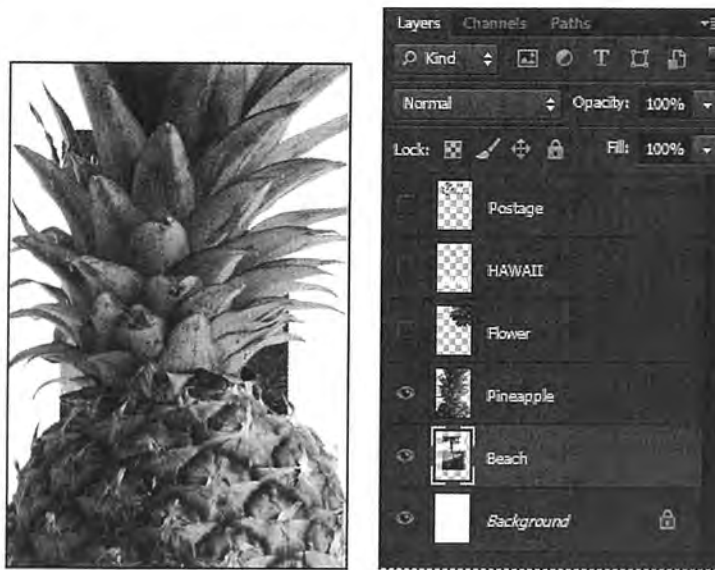 Layers Channels Paths
Kind T
Normal Opacity: 100%
Lock: Fill: 100%
Postage
HAWAII
Flower
Pineapple
Beach
Background